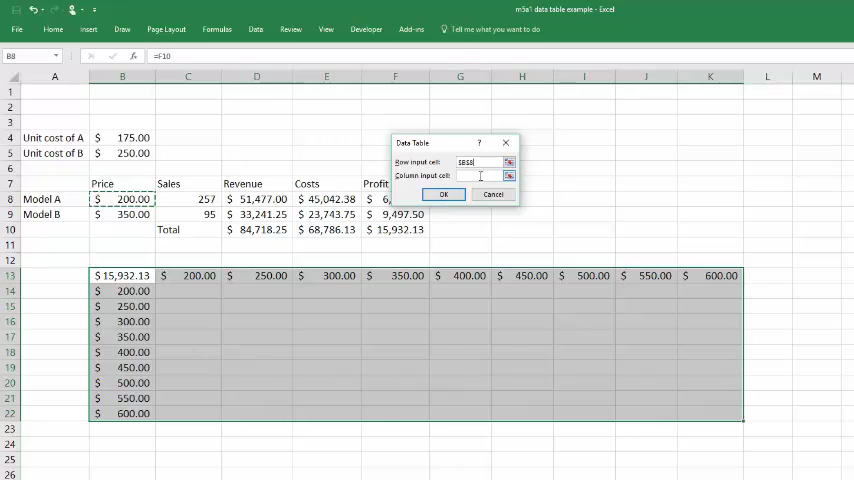 m5a1 data table example - Excel
File Home Insert Draw Page Layout Formulas Data Review View Developer Add-ins Tell me what you want to do
B8 fx =F10
A B C D E F G H I J K L M
1
2
3
4 Unit cost of A $ 175.00
5 Unit cost of B $ 250.00
6
7 Price Sales Revenue Costs Profit
8 Model A $ 200.00 257 $ 51,477.00 $ 45,042.38 $ 6,
9 Model B $ 350.00 95 $ 33,241.25 $ 23,743.75 $ 9,497.50
10 Total $ 84,718.25 $ 68,786.13 $ 15,932.13
11
12
13 $ 15,932.13 $ 200.00 $ 250.00 $ 300.00 $ 350.00 $ 400.00 $ 450.00 $ 500.00 $ 550.00 $ 600.00
14 $ 200.00
15 $ 250.00
16 $ 300.00
17 $ 350.00
18 $ 400.00
19 $ 450.00
20 $ 500.00
21 $ 550.00
22 $ 600.00
23
24
25
26
Data Table ? ×
Row input cell: $B$8
Column input cell:
OK Cancel